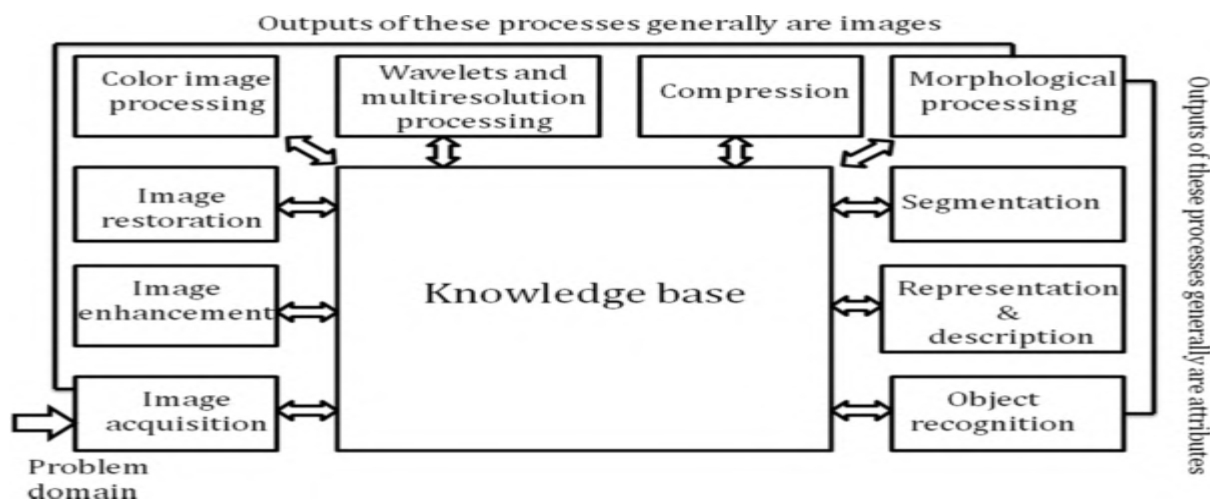 Outputs of these processes generally are images
Color image
processing
Wavelets and
multiresolution
processing
Compression
Morphological
processing
Image
restoration
Segmentation
Image
enhancement
Knowledge base
Representation
&
description
Image
acquisition
Object
recognition
Problem
domain
Outputs of these processes generally are attributes